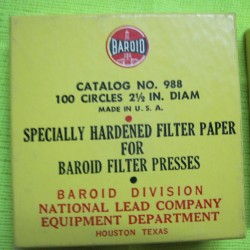 BAROID
CATALOG NO. 988
100 CIRCLES 2½ IN. DIAM
MADE IN U.S.A.
SPECIALLY HARDENED FILTER PAPER
FOR
BAROID FILTER PRESSES
BAROID DIVISION
NATIONAL LEAD COMPANY
EQUIPMENT DEPARTMENT
HOUSTON TEXAS